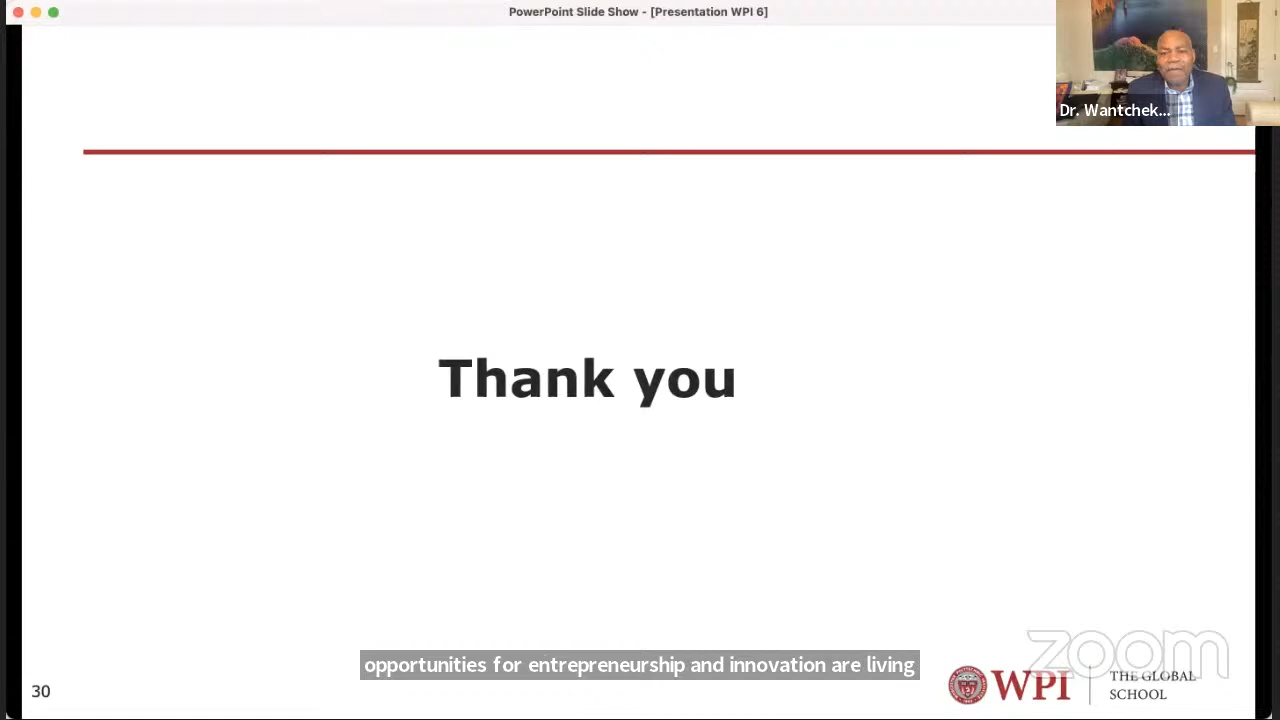 PowerPoint Slide Show - [Presentation WPI 6]
Dr. Wantchek...
Thank you
opportunities for entrepreneurship and innovation are living
zoom
30
WPI
THE GLOBAL
SCHOOL